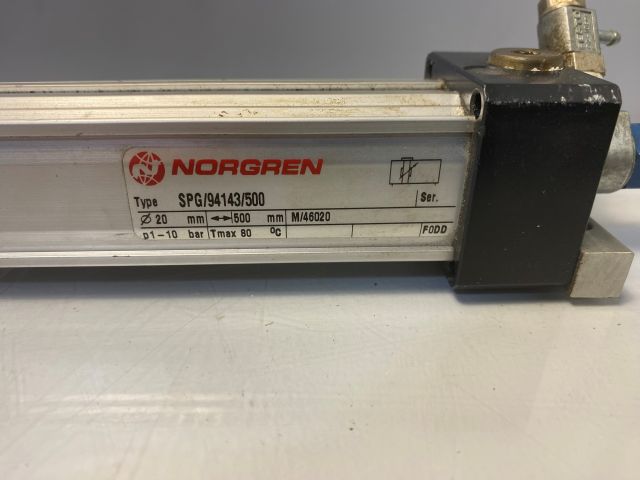 NORGREN
Type SPG/94143/500 Ser.
Ø 20 mm ◄─► 500 mm M/46020
p1-10 bar Tmax 80 °C FODD